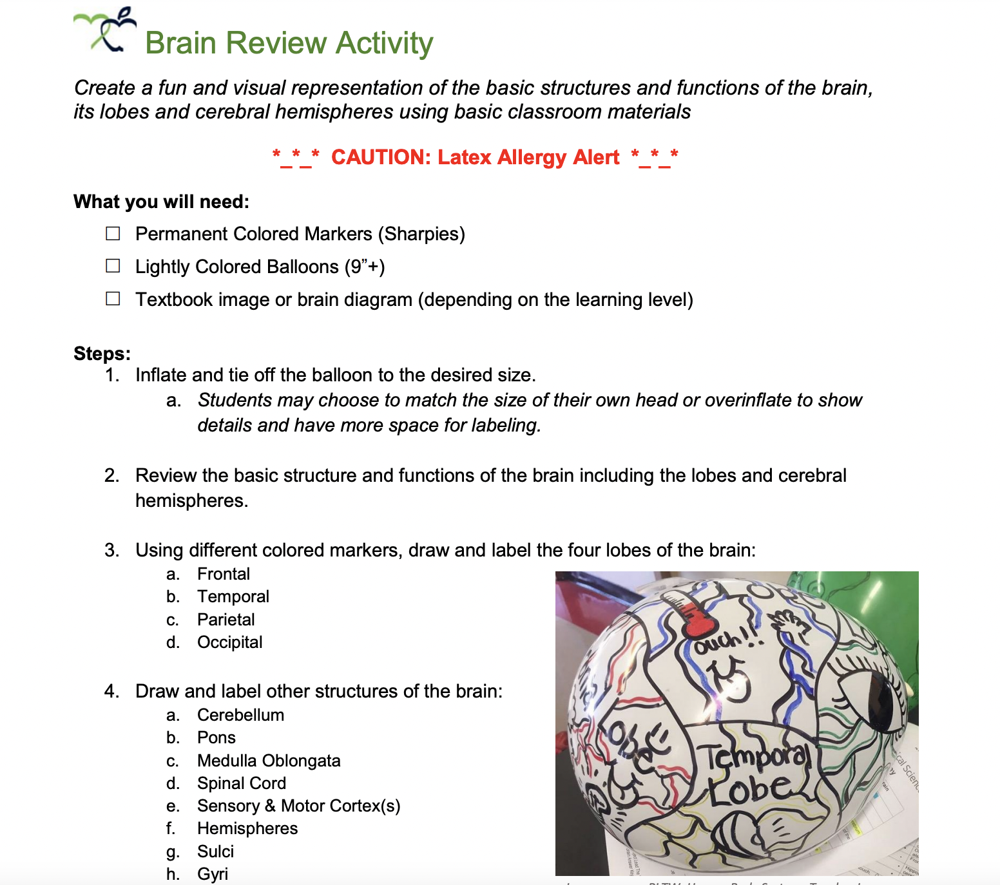 Brain Review Activity
Create a fun and visual representation of the basic structures and functions of the brain,
its lobes and cerebral hemispheres using basic classroom materials
*_*_* CAUTION: Latex Allergy Alert *_*_*
What you will need:
☐ Permanent Colored Markers (Sharpies)
☐ Lightly Colored Balloons (9”+)
☐ Textbook image or brain diagram (depending on the learning level)
Steps:
1. Inflate and tie off the balloon to the desired size.
a. Students may choose to match the size of their own head or overinflate to show
details and have more space for labeling.
2. Review the basic structure and functions of the brain including the lobes and cerebral
hemispheres.
3. Using different colored markers, draw and label the four lobes of the brain:
a. Frontal
b. Temporal
c. Parietal
d. Occipital
4. Draw and label other structures of the brain:
a. Cerebellum
b. Pons
c. Medulla Oblongata
d. Spinal Cord
e. Sensory & Motor Cortex(s)
f. Hemispheres
g. Sulci
h. Gyri
LOBE
ouch!!
Temporal
Lobe